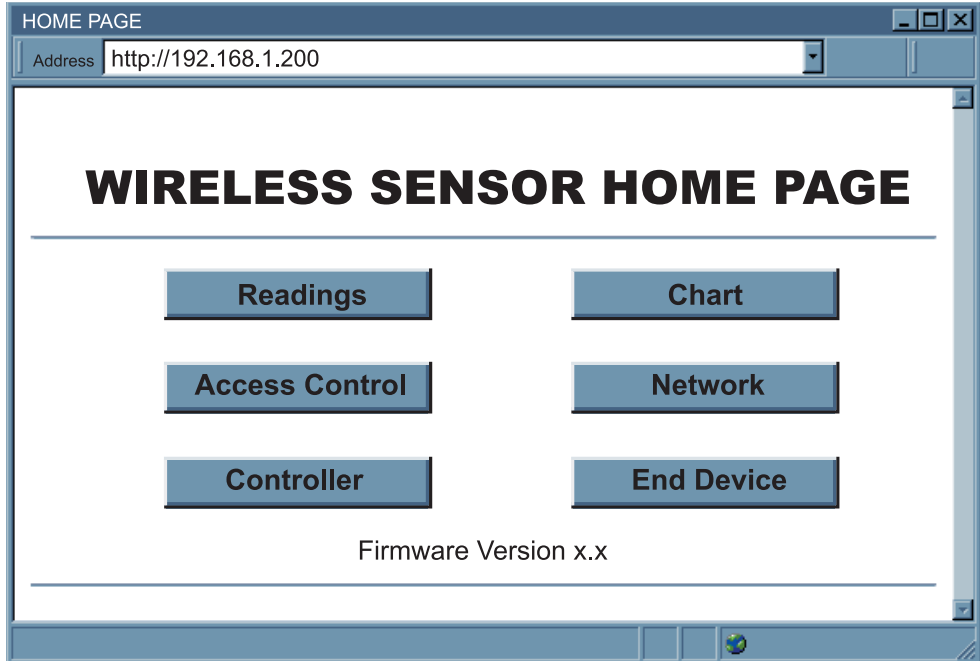 HOME PAGE
Address http://192.168.1.200
WIRELESS SENSOR HOME PAGE
Readings Chart
Access Control Network
Controller End Device
Firmware Version x.x